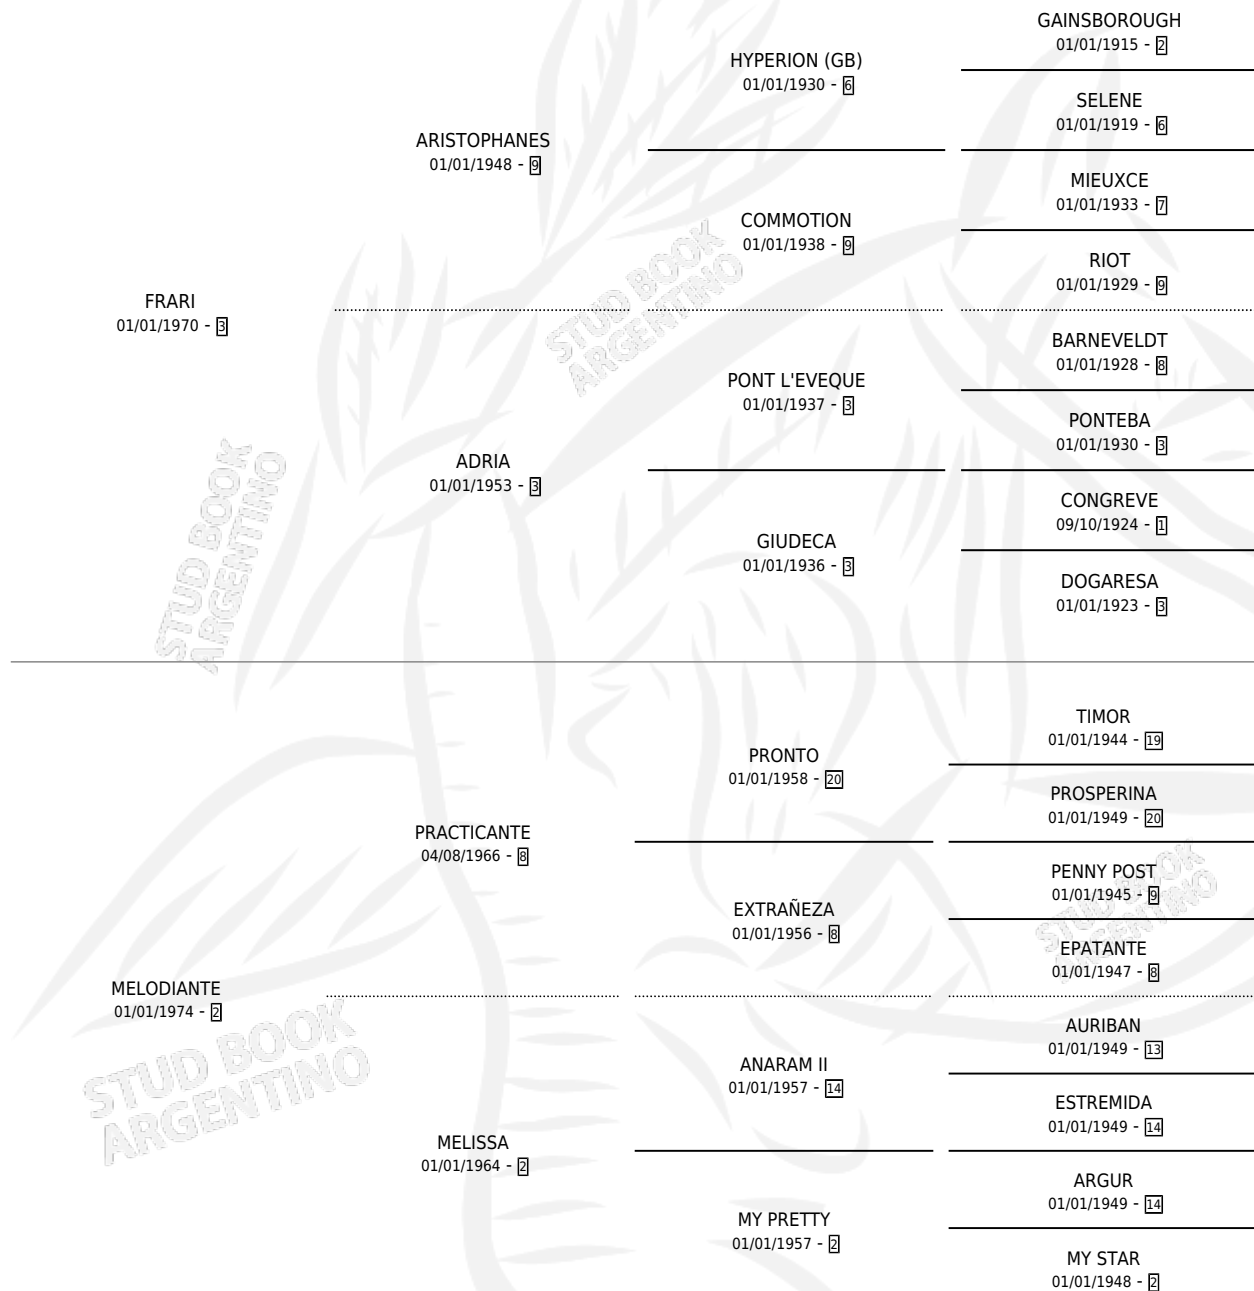 GAINSBOROUGH
01/01/1915 - 2
HYPERION (GB)
01/01/1930 - 6
SELENE
01/01/1919 - 6
ARISTOPHANES
01/01/1948 - 9
MIEUXCE
01/01/1933 - 7
COMMOTION
01/01/1938 - 9
RIOT
01/01/1929 - 9
FRARI
01/01/1970 - 3
BARNEVELDT
01/01/1928 - 8
PONT L'EVEQUE
01/01/1937 - 3
PONTEBA
01/01/1930 - 3
ADRIA
01/01/1953 - 3
CONGREVE
09/10/1924 - 1
GIUDECA
01/01/1936 - 3
DOGARESA
01/01/1923 - 3
STUD BOOK
ARGENTINO
STUD BOOK
ARGENTINO
TIMOR
01/01/1944 - 19
PRONTO
01/01/1958 - 20
PROSPERINA
01/01/1949 - 20
PRACTICANTE
04/08/1966 - 8
PENNY POST
01/01/1945 - 9
EXTRAÑEZA
01/01/1956 - 8
EPATANTE
01/01/1947 - 8
STUD BOOK
ARGENTINO
MELODIANTE
01/01/1974 - 2
AURIBAN
01/01/1949 - 13
ANARAM II
01/01/1957 - 14
ESTREMIDA
01/01/1949 - 14
STUD BOOK
ARGENTINO
MELISSA
01/01/1964 - 2
ARGUR
01/01/1949 - 14
MY PRETTY
01/01/1957 - 2
MY STAR
01/01/1948 - 2